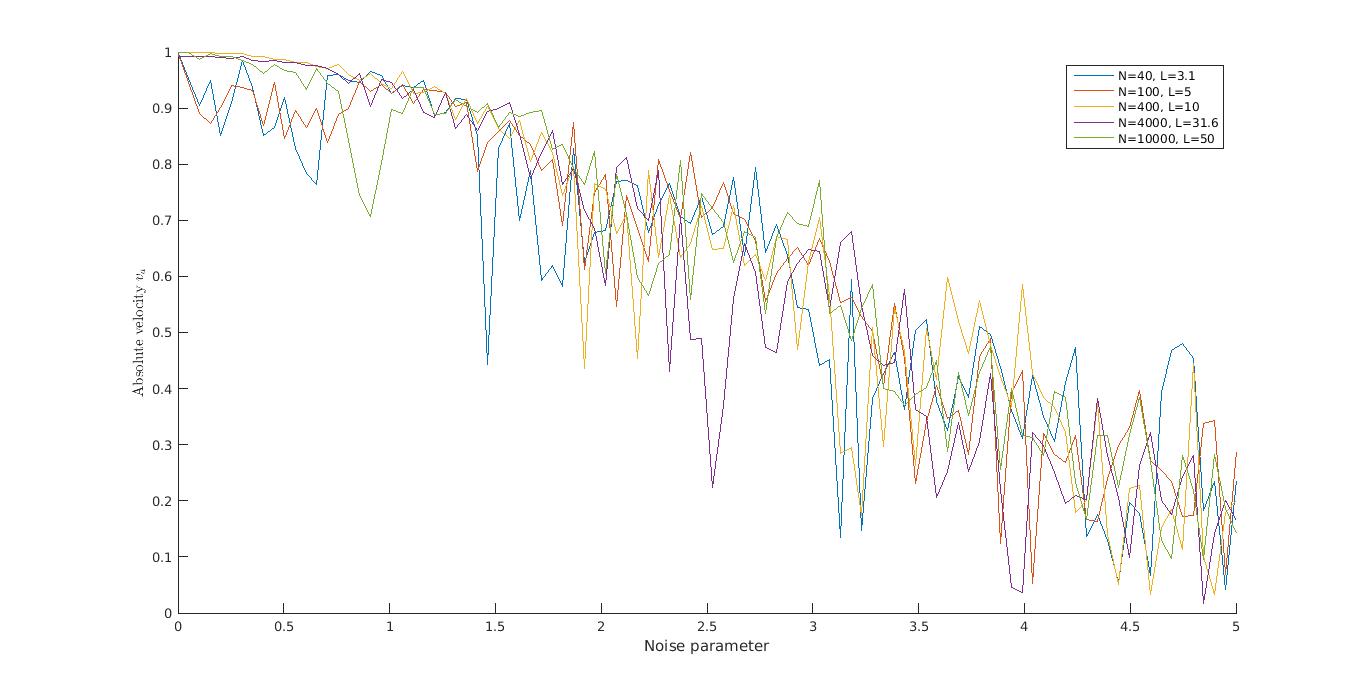 1
0.9
0.8
0.7
0.6
0.5
0.4
0.3
0.2
0.1
0
Absolute velocity vₐ
N=40, L=3.1
N=100, L=5
N=400, L=10
N=4000, L=31.6
N=10000, L=50
0 0.5 1 1.5 2 2.5 3 3.5 4 4.5 5
Noise parameter